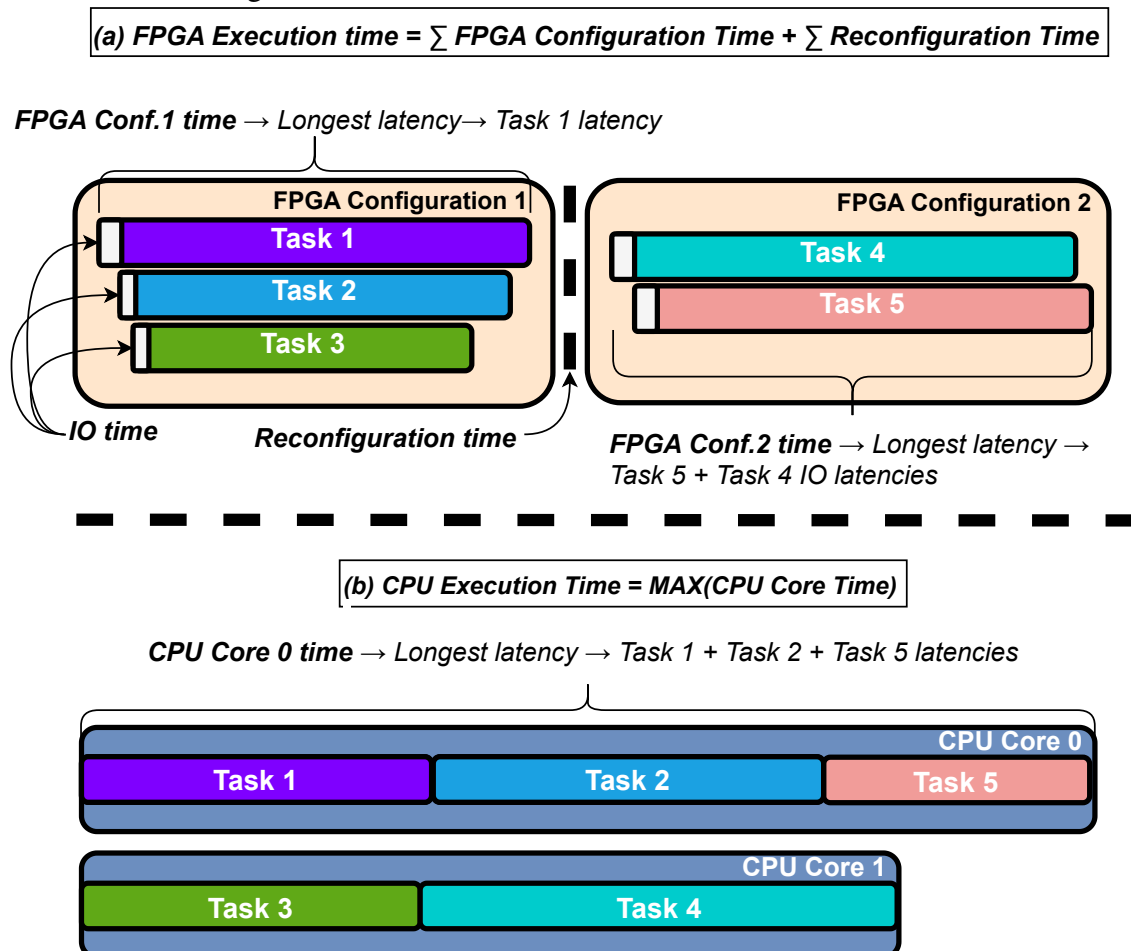 (a) FPGA Execution time = ∑ FPGA Configuration Time + ∑ Reconfiguration Time
FPGA Conf.1 time → Longest latency→ Task 1 latency
FPGA Configuration 1
Task 1
Task 2
Task 3
IO time
Reconfiguration time
FPGA Configuration 2
Task 4
Task 5
FPGA Conf.2 time → Longest latency →
Task 5 + Task 4 IO latencies
(b) CPU Execution Time = MAX(CPU Core Time)
CPU Core 0 time → Longest latency → Task 1 + Task 2 + Task 5 latencies
CPU Core 0
Task 1 Task 2 Task 5
CPU Core 1
Task 3 Task 4